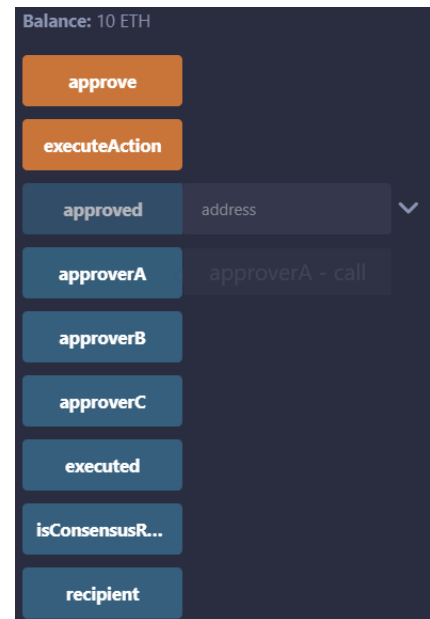 Balance: 10 ETH
approve
executeAction
approved address
approverA approverA - call
approverB
approverC
executed
isConsensusR...
recipient